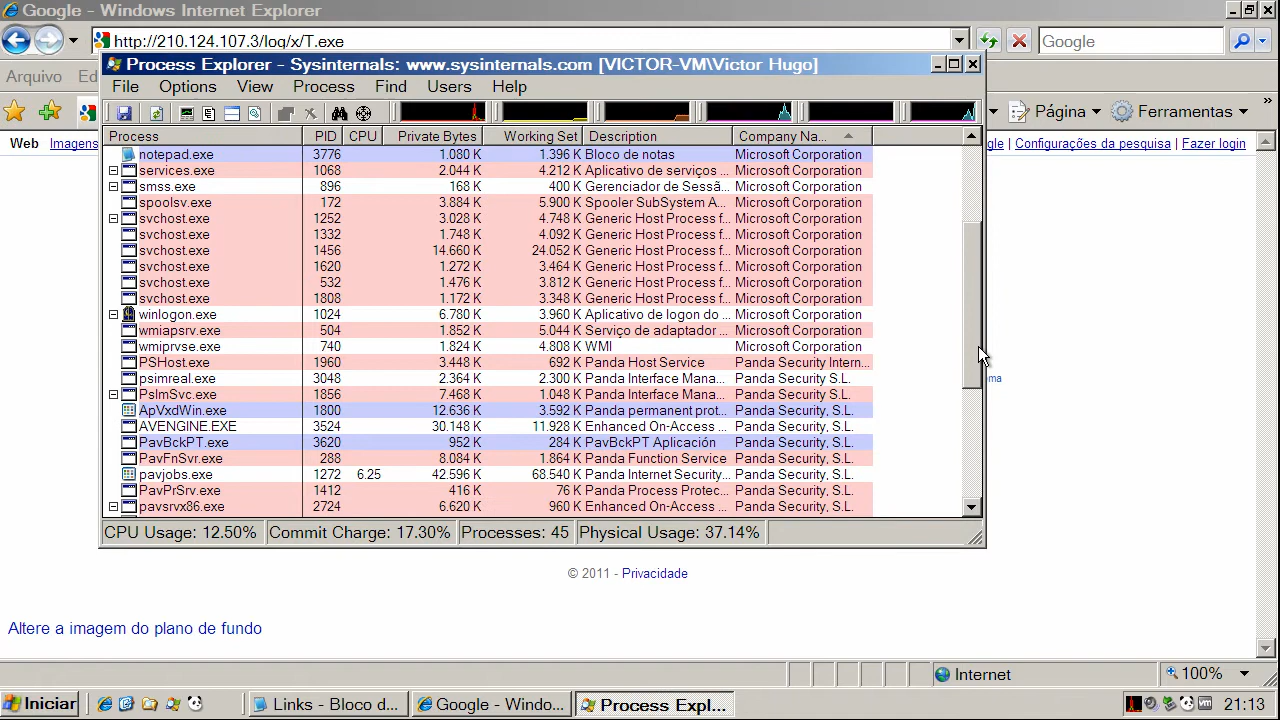 Google - Windows Internet Explorer
http://210.124.107.3/log/x/T.exe
Google
Arquivo
Página
Ferramentas
Web Imagens
Configurações da pesquisa | Fazer login
Process Explorer - Sysinternals: www.sysinternals.com [VICTOR-VM\Victor Hugo]
File Options View Process Find Users Help
Process PID CPU Private Bytes Working Set Description Company Na...
notepad.exe 3776 1.080 K 1.396 K Bloco de notas Microsoft Corporation
services.exe 1068 2.044 K 4.212 K Aplicativo de serviços ... Microsoft Corporation
smss.exe 896 168 K 400 K Gerenciador de Sessã... Microsoft Corporation
spoolsv.exe 172 3.884 K 5.900 K Spooler SubSystem A... Microsoft Corporation
svchost.exe 1252 3.028 K 4.748 K Generic Host Process f... Microsoft Corporation
svchost.exe 1332 1.748 K 4.092 K Generic Host Process f... Microsoft Corporation
svchost.exe 1456 14.660 K 24.052 K Generic Host Process f... Microsoft Corporation
svchost.exe 1620 1.272 K 3.464 K Generic Host Process f... Microsoft Corporation
svchost.exe 532 1.476 K 3.812 K Generic Host Process f... Microsoft Corporation
svchost.exe 1808 1.172 K 3.348 K Generic Host Process f... Microsoft Corporation
winlogon.exe 1024 6.780 K 3.960 K Aplicativo de logon do ... Microsoft Corporation
wmiapsrv.exe 504 1.852 K 5.044 K Serviço de adaptador ... Microsoft Corporation
wmiprvse.exe 740 1.824 K 4.808 K WMI Microsoft Corporation
PSHost.exe 1960 3.448 K 692 K Panda Host Service Panda Security Intern...
psimreal.exe 3048 2.364 K 2.300 K Panda Interface Mana... Panda Security S.L.
PsImSvc.exe 1856 7.468 K 1.048 K Panda Interface Mana... Panda Security S.L.
ApVxdWin.exe 1800 12.636 K 3.592 K Panda permanent prot... Panda Security, S.L.
AVENGINE.EXE 3524 30.148 K 11.928 K Enhanced On-Access ... Panda Security, S.L.
PavBckPT.exe 3620 952 K 284 K PavBckPT Aplicación Panda Security, S.L.
PavFnSvr.exe 288 8.084 K 1.864 K Panda Function Service Panda Security, S.L.
pavjobs.exe 1272 6.25 42.596 K 68.540 K Panda Internet Security... Panda Security, S.L.
PavPrSrv.exe 1412 416 K 76 K Panda Process Protec... Panda Security, S.L.
pavsrvx86.exe 2724 6.620 K 960 K Enhanced On-Access ... Panda Security, S.L.
CPU Usage: 12.50% Commit Charge: 17.30% Processes: 45 Physical Usage: 37.14%
© 2011 - Privacidade
Altere a imagem do plano de fundo
Internet 100%
Iniciar Links - Bloco d... Google - Windo... Process Expl... 21:13